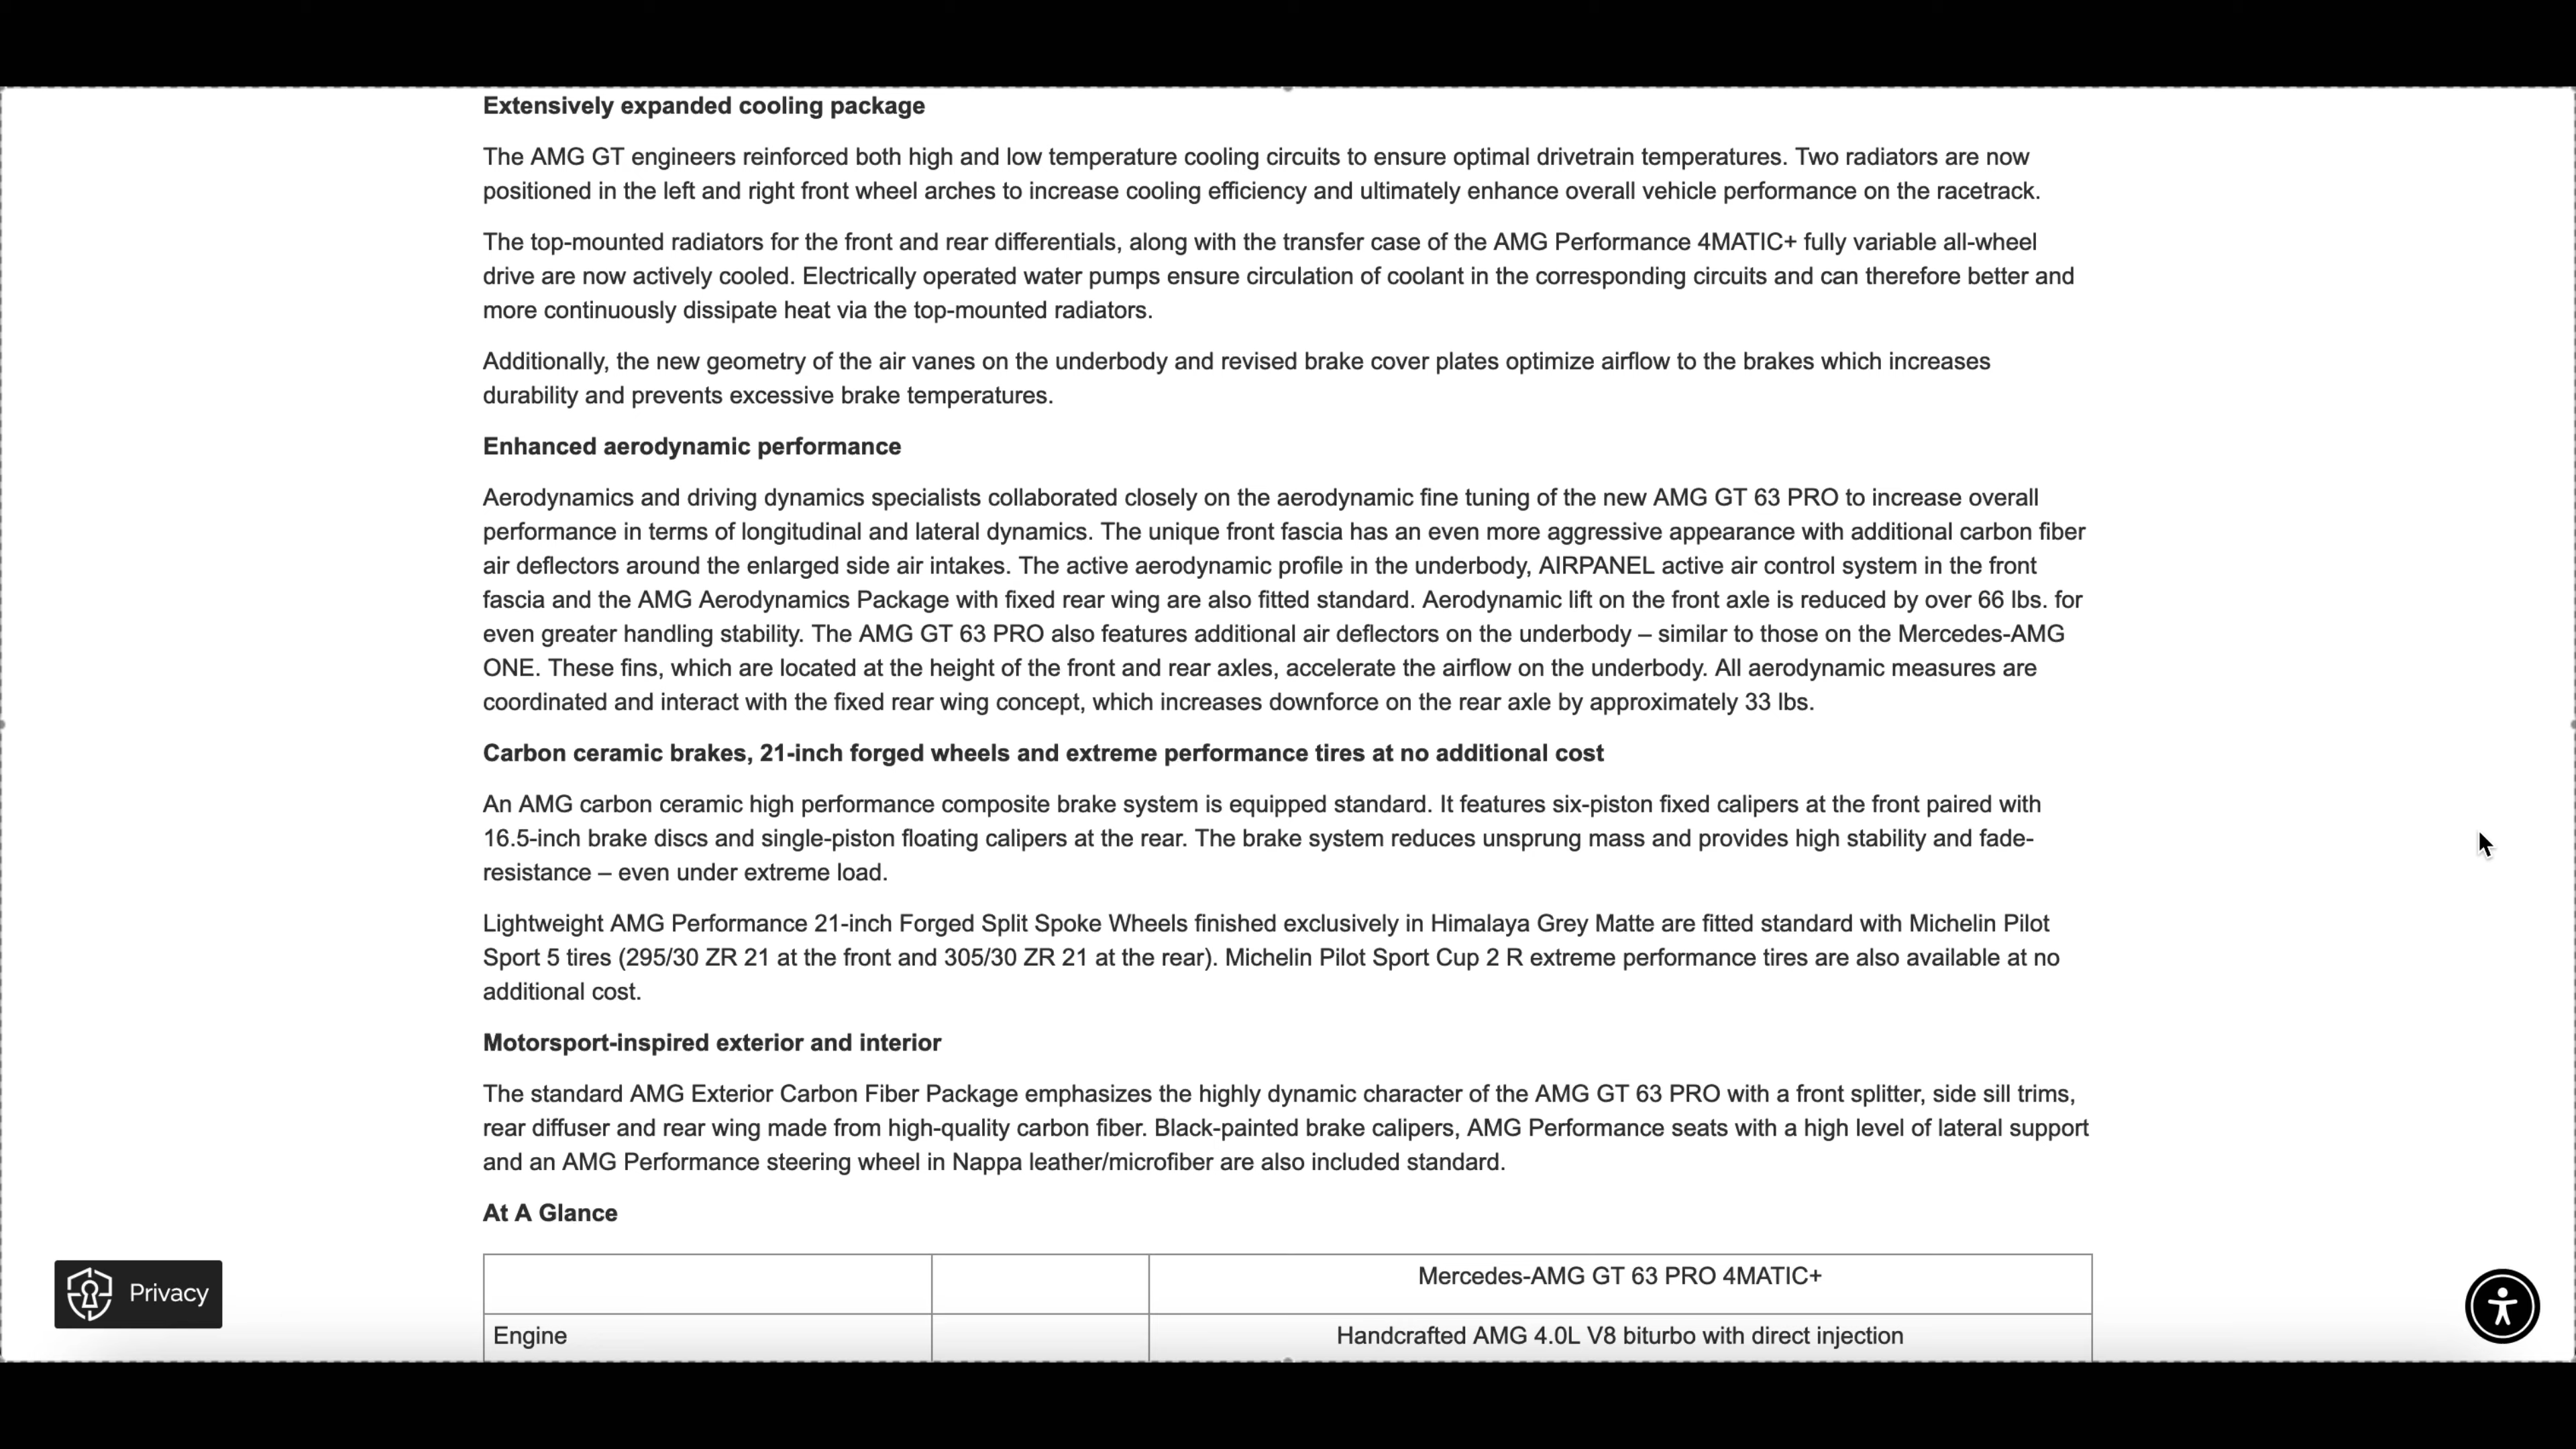 Extensively expanded cooling package
The AMG GT engineers reinforced both high and low temperature cooling circuits to ensure optimal drivetrain temperatures. Two radiators are now
positioned in the left and right front wheel arches to increase cooling efficiency and ultimately enhance overall vehicle performance on the racetrack.
The top-mounted radiators for the front and rear differentials, along with the transfer case of the AMG Performance 4MATIC+ fully variable all-wheel
drive are now actively cooled. Electrically operated water pumps ensure circulation of coolant in the corresponding circuits and can therefore better and
more continuously dissipate heat via the top-mounted radiators.
Additionally, the new geometry of the air vanes on the underbody and revised brake cover plates optimize airflow to the brakes which increases
durability and prevents excessive brake temperatures.
Enhanced aerodynamic performance
Aerodynamics and driving dynamics specialists collaborated closely on the aerodynamic fine tuning of the new AMG GT 63 PRO to increase overall
performance in terms of longitudinal and lateral dynamics. The unique front fascia has an even more aggressive appearance with additional carbon fiber
air deflectors around the enlarged side air intakes. The active aerodynamic profile in the underbody, AIRPANEL active air control system in the front
fascia and the AMG Aerodynamics Package with fixed rear wing are also fitted standard. Aerodynamic lift on the front axle is reduced by over 66 lbs. for
even greater handling stability. The AMG GT 63 PRO also features additional air deflectors on the underbody – similar to those on the Mercedes-AMG
ONE. These fins, which are located at the height of the front and rear axles, accelerate the airflow on the underbody. All aerodynamic measures are
coordinated and interact with the fixed rear wing concept, which increases downforce on the rear axle by approximately 33 lbs.
Carbon ceramic brakes, 21-inch forged wheels and extreme performance tires at no additional cost
An AMG carbon ceramic high performance composite brake system is equipped standard. It features six-piston fixed calipers at the front paired with
16.5-inch brake discs and single-piston floating calipers at the rear. The brake system reduces unsprung mass and provides high stability and fade-
resistance – even under extreme load.
Lightweight AMG Performance 21-inch Forged Split Spoke Wheels finished exclusively in Himalaya Grey Matte are fitted standard with Michelin Pilot
Sport 5 tires (295/30 ZR 21 at the front and 305/30 ZR 21 at the rear). Michelin Pilot Sport Cup 2 R extreme performance tires are also available at no
additional cost.
Motorsport-inspired exterior and interior
The standard AMG Exterior Carbon Fiber Package emphasizes the highly dynamic character of the AMG GT 63 PRO with a front splitter, side sill trims,
rear diffuser and rear wing made from high-quality carbon fiber. Black-painted brake calipers, AMG Performance seats with a high level of lateral support
and an AMG Performance steering wheel in Nappa leather/microfiber are also included standard.
At A Glance
Mercedes-AMG GT 63 PRO 4MATIC+
Privacy
Engine Handcrafted AMG 4.0L V8 biturbo with direct injection